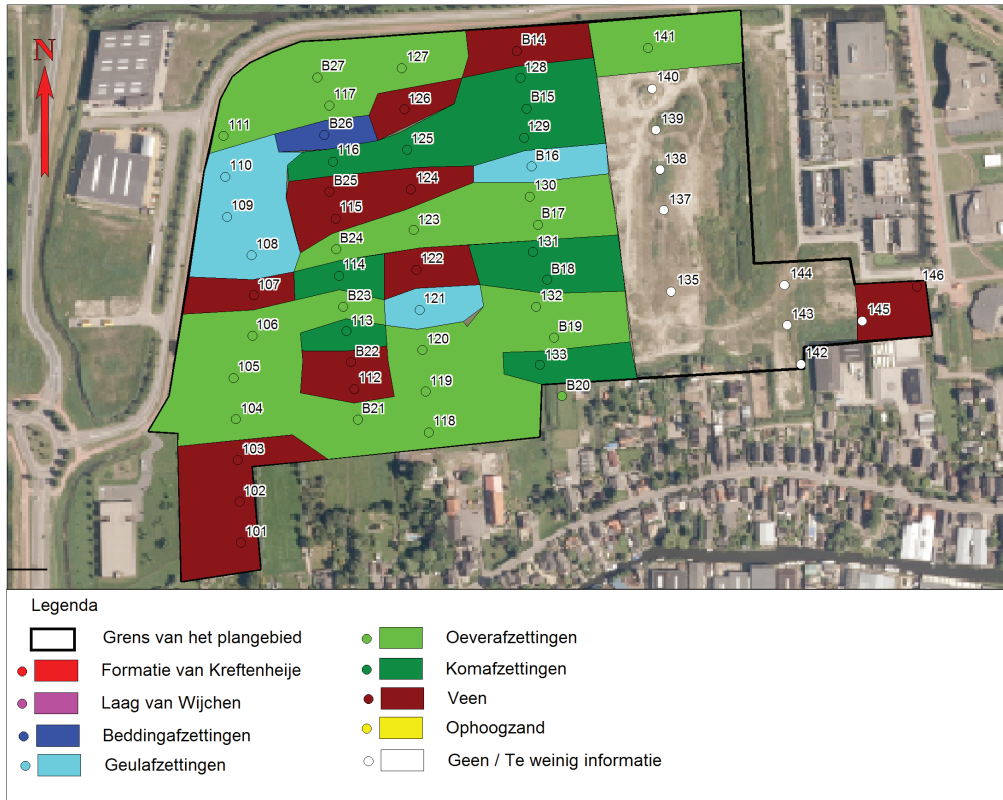 N
B14
141
127
B27
128
140
117
126
B15
111
B26
129
139
125
116
B16
138
110
B25
124
130
137
109
115
123
B17
B24
131
108
114
122
B18
144
146
107
B23
121
132
135
145
106
113
120
B19
143
B22
133
142
105
112
119
B20
104
B21
118
103
102
101
Legenda
Grens van het plangebied
Formatie van Kreftenheije
Laag van Wijchen
Beddingafzettingen
Geulafzettingen
Oeverafzettingen
Komafzettingen
Veen
Ophoogzand
Geen / Te weinig informatie